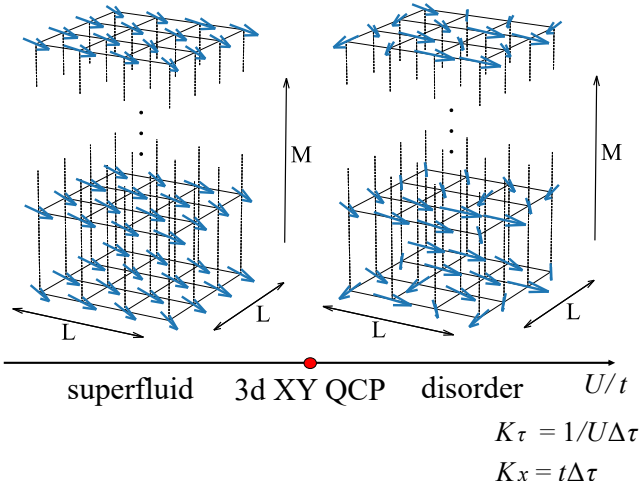 M
M
L
L
L
L
superfluid 3d XY QCP disorder U/t
Kτ = 1/UΔτ
Kx = tΔτ